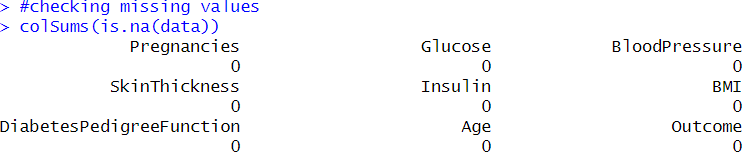 > #checking missing values
> colSums(is.na(data))
Pregnancies Glucose BloodPressure
0 0 0
SkinThickness Insulin BMI
0 0 0
DiabetesPedigreeFunction Age Outcome
0 0 0